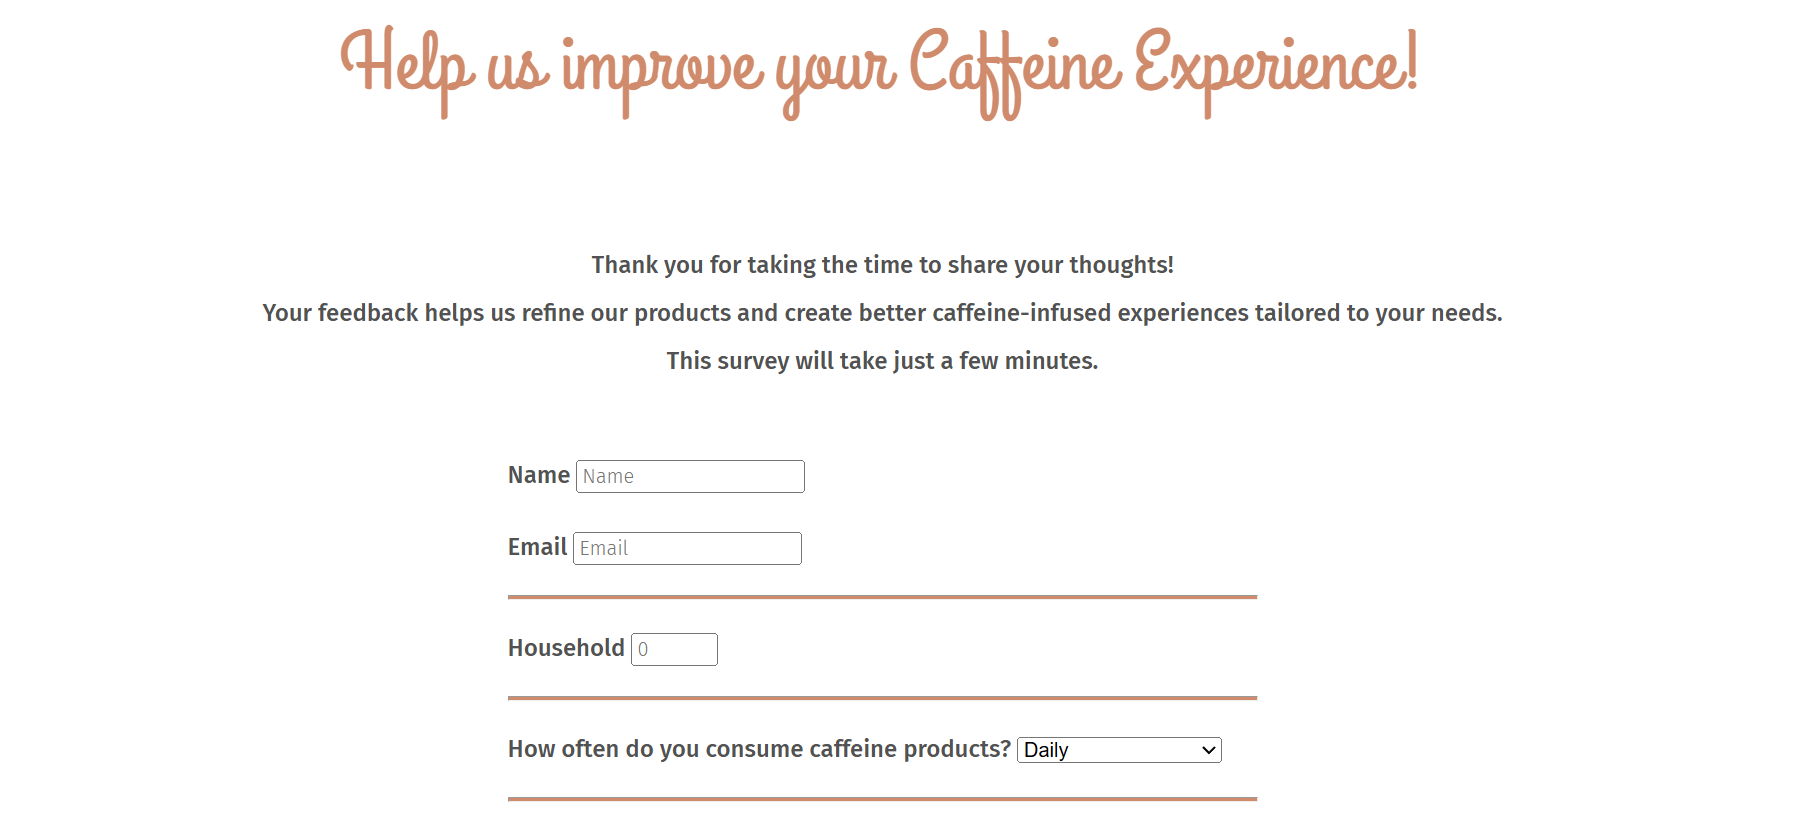 Help us improve your Caffeine Experience!
Thank you for taking the time to share your thoughts!
Your feedback helps us refine our products and create better caffeine-infused experiences tailored to your needs.
This survey will take just a few minutes.
Name Name
Email Email
Household 0
How often do you consume caffeine products? Daily